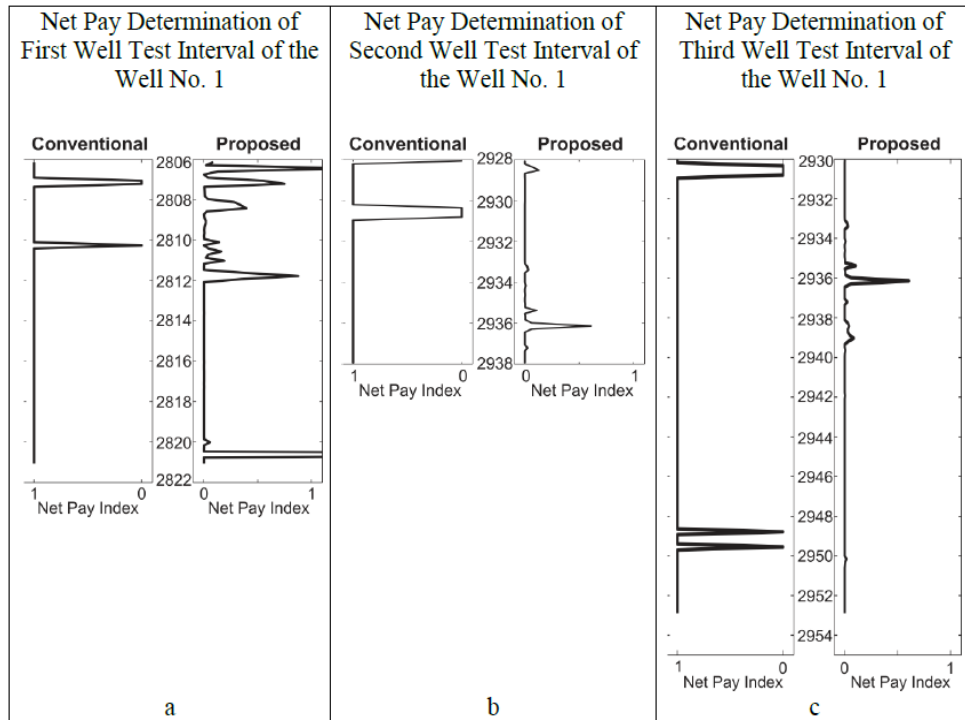 Net Pay Determination of
First Well Test Interval of the
Well No. 1
Conventional Proposed
2806
2808
2810
2812
2814
2816
2818
2820
2822
1 0 0 1
Net Pay Index Net Pay Index
a
Net Pay Determination of
Second Well Test Interval of
the Well No. 1
Conventional Proposed
2928
2930
2932
2934
2936
2938
1 0 0 1
Net Pay Index Net Pay Index
b
Net Pay Determination of
Third Well Test Interval of
the Well No. 1
Conventional Proposed
2930
2932
2934
2936
2938
2940
2942
2944
2946
2948
2950
2952
2954
1 0 0 1
Net Pay Index Net Pay Index
c